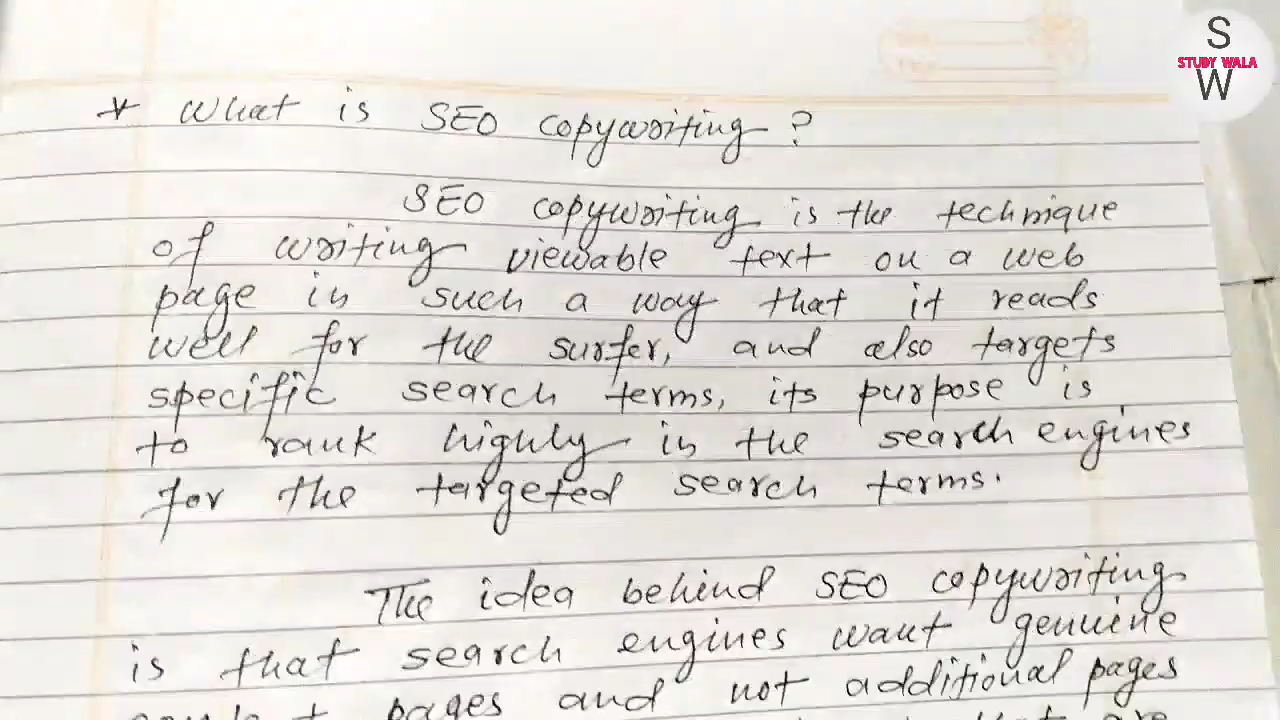 S
STUDY WALA
W
* What is SEO copywriting ?
SEO copywriting is the technique
of writing viewable text on a web
page in such a way that it reads
well for the surfer, and also targets
specific search terms, its purpose is
to rank highly in the search engines
for the targeted search terms.
The idea behind SEO copywriting
is that search engines want genuine
pages and not additional pages